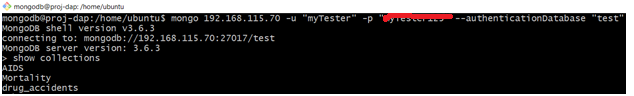 mongodb@proj-dap: /home/ubuntu
mongodb@proj-dap:/home/ubuntu$ mongo 192.168.115.70 -u "myTester" -p " --authenticationDatabase "test"
MongoDB shell version v3.6.3
connecting to: mongodb://192.168.115.70:27017/test
MongoDB server version: 3.6.3
> show collections
AIDS
Mortality
drug_accidents